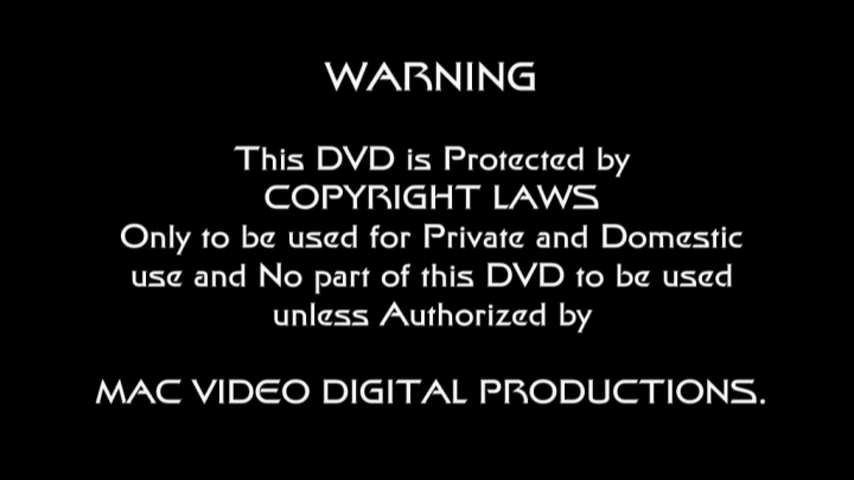 WARNING
This DVD is Protected by
COPYRIGHT LAWS
Only to be used for Private and Domestic
use and No part of this DVD to be used
unless Authorized by
MAC VIDEO DIGITAL PRODUCTIONS.